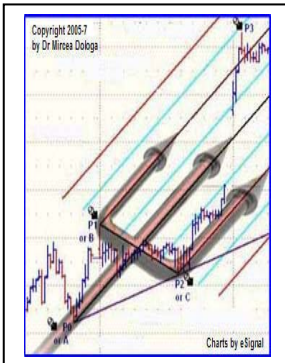 Copyright 2005-7
by Dr Mircea Dologa
P3
P1
or B
P2
or C
P0
or A
Charts by eSignal